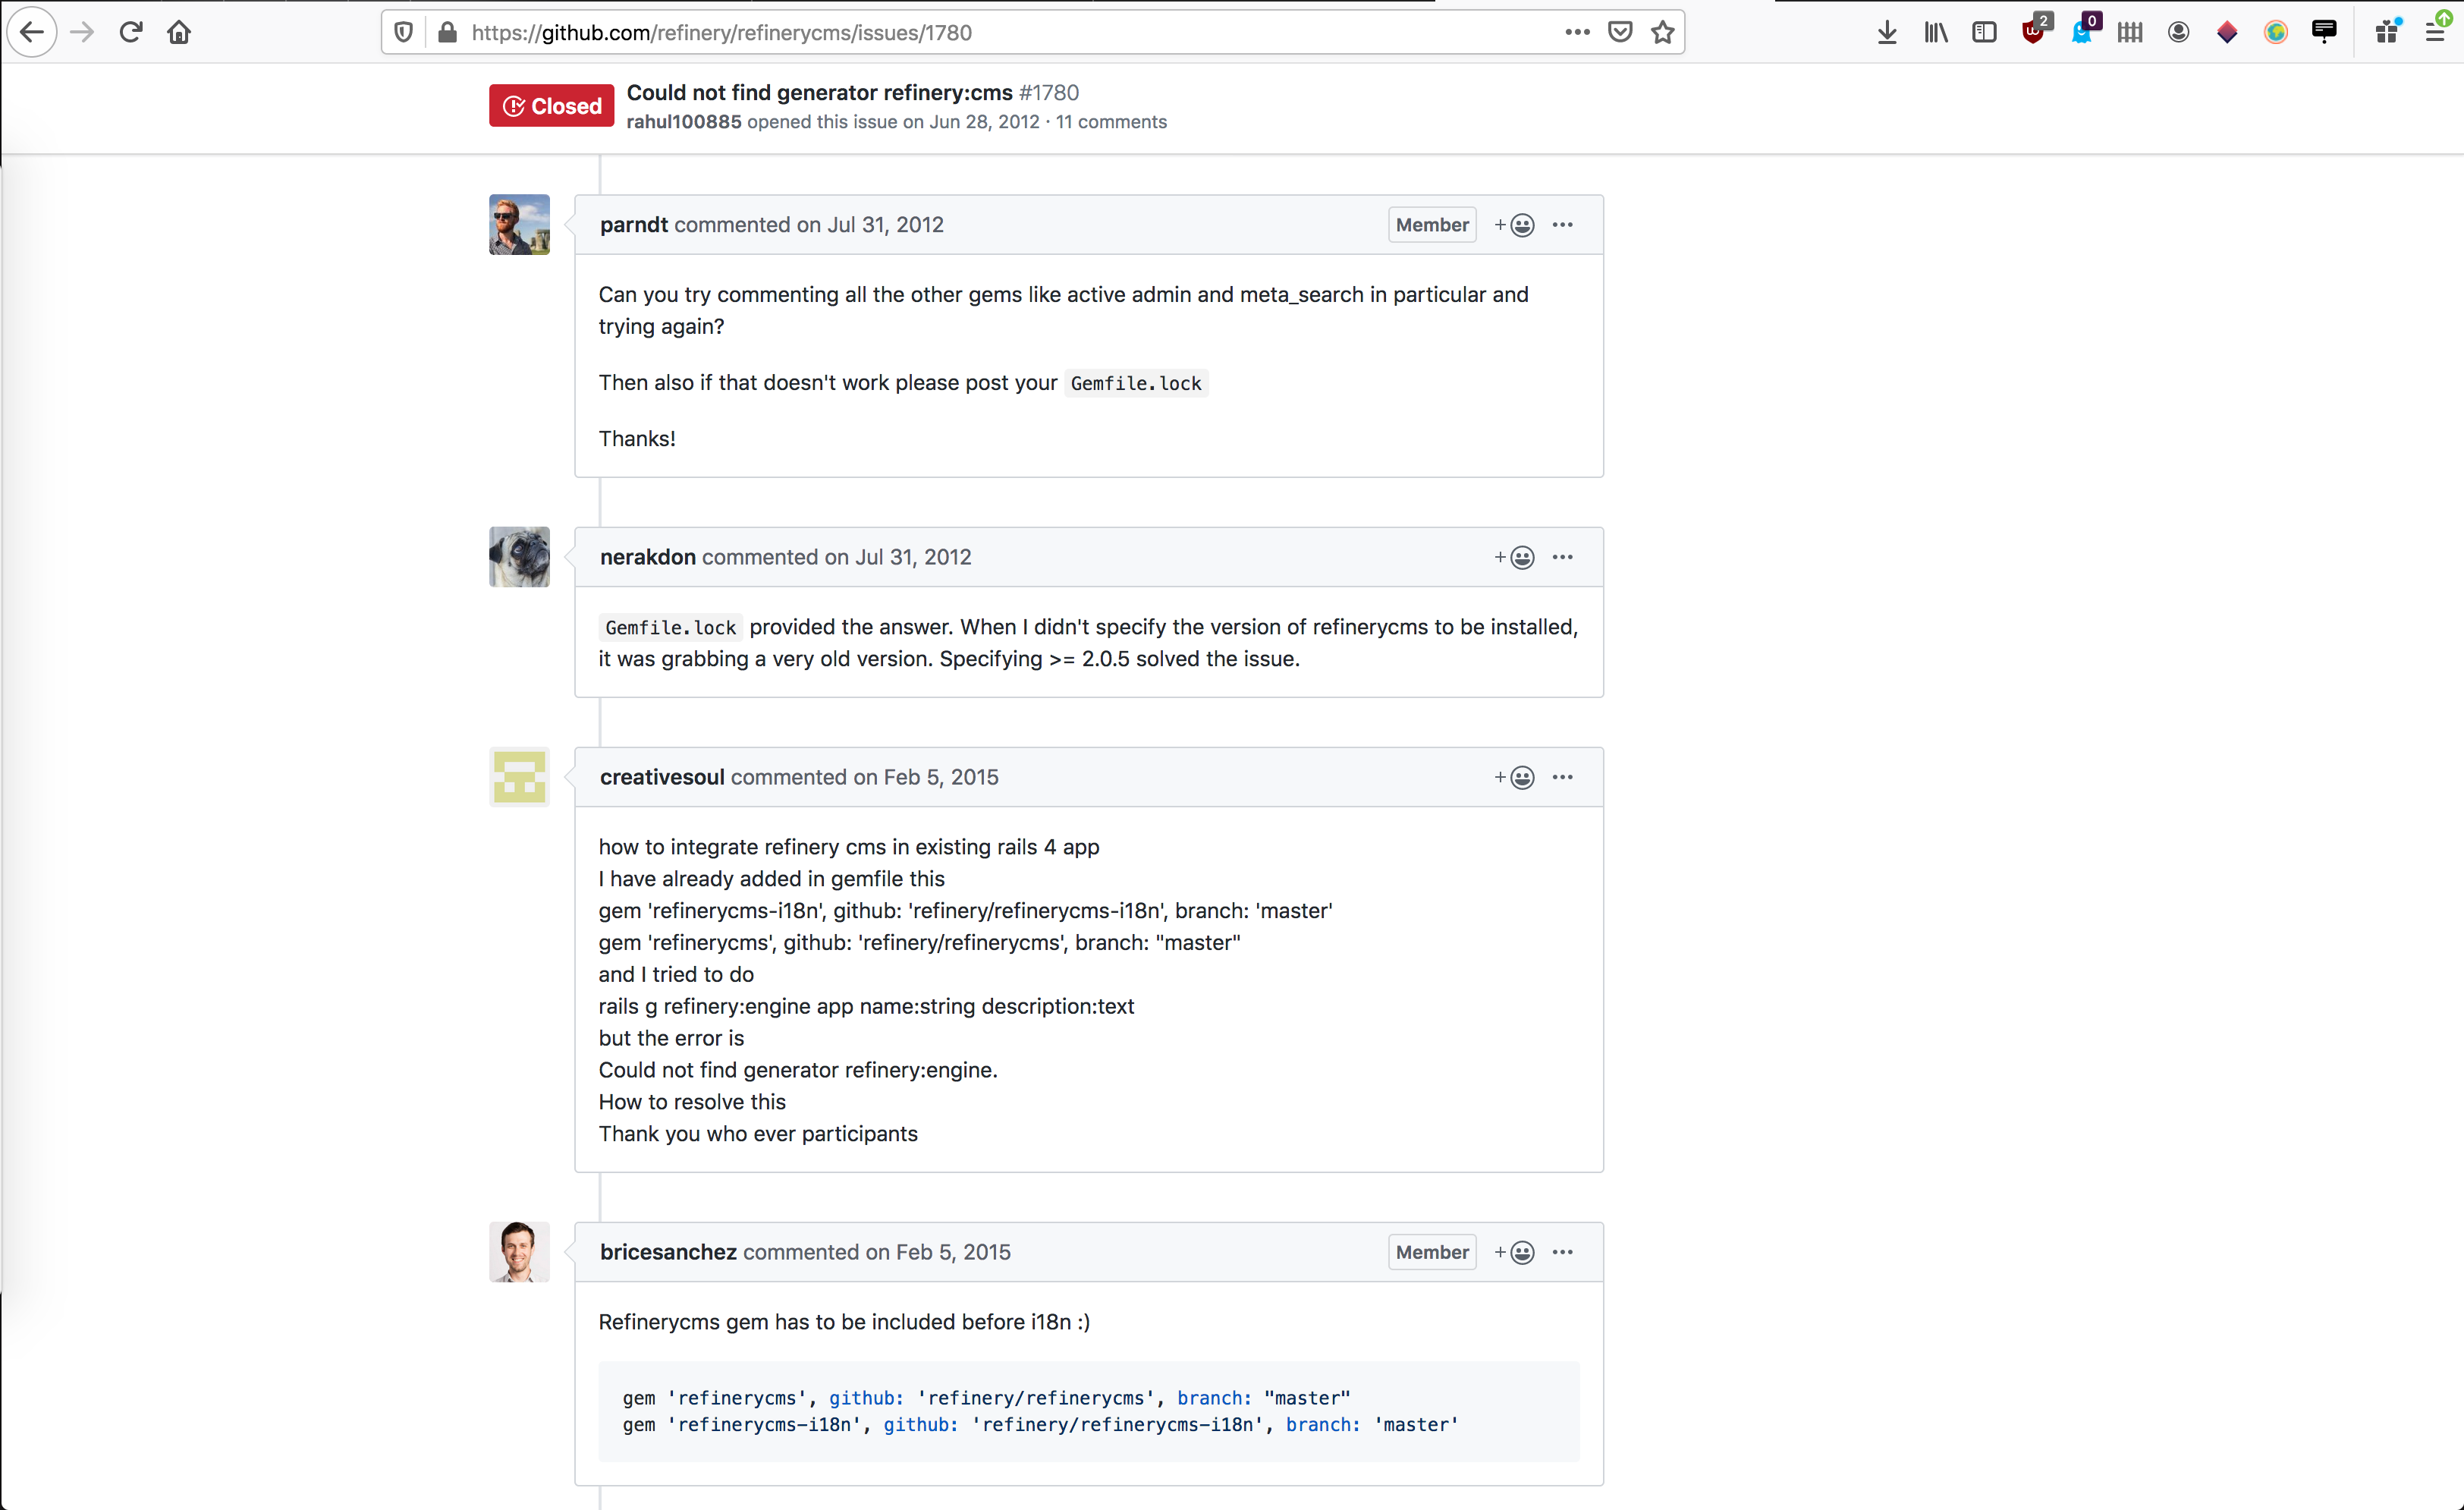 https://github.com/refinery/refinerycms/issues/1780
2
0
Closed
Could not find generator refinery:cms #1780
rahul100885 opened this issue on Jun 28, 2012 · 11 comments
parndt commented on Jul 31, 2012
Member
Can you try commenting all the other gems like active admin and meta_search in particular and
trying again?
Then also if that doesn't work please post your Gemfile.lock
Thanks!
nerakdon commented on Jul 31, 2012
Gemfile.lock provided the answer. When I didn't specify the version of refinerycms to be installed,
it was grabbing a very old version. Specifying >= 2.0.5 solved the issue.
creativesoul commented on Feb 5, 2015
how to integrate refinery cms in existing rails 4 app
I have already added in gemfile this
gem 'refinerycms-i18n', github: 'refinery/refinerycms-i18n', branch: 'master'
gem 'refinerycms', github: 'refinery/refinerycms', branch: "master"
and I tried to do
rails g refinery:engine app name:string description:text
but the error is
Could not find generator refinery:engine.
How to resolve this
Thank you who ever participants
bricesanchez commented on Feb 5, 2015
Member
Refinerycms gem has to be included before i18n :)
gem 'refinerycms', github: 'refinery/refinerycms', branch: "master"
gem 'refinerycms-i18n', github: 'refinery/refinerycms-i18n', branch: 'master'